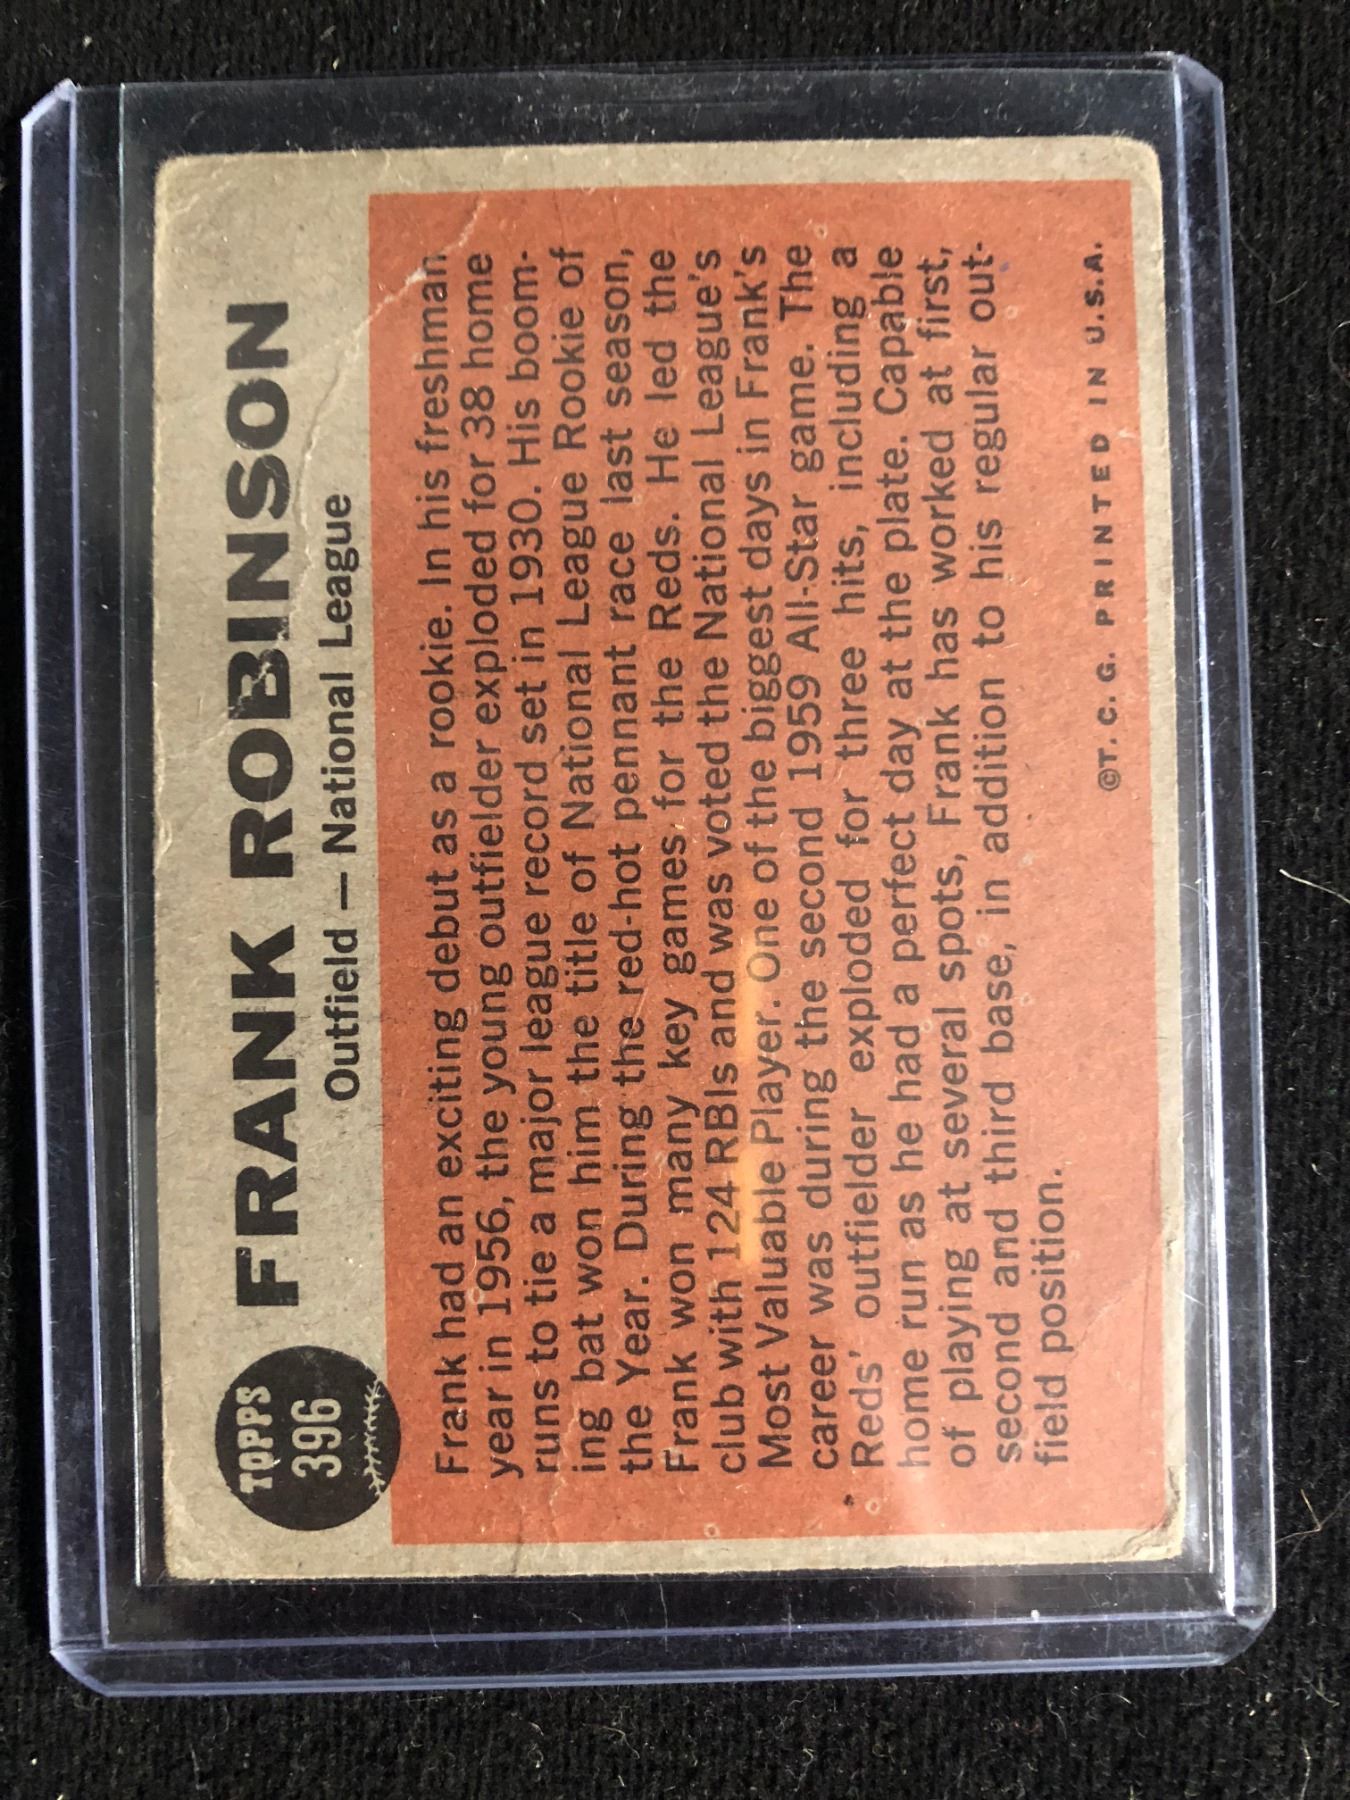 TOPPS
396
FRANK ROBINSON
Outfield — National League
Frank had an exciting debut as a rookie. In his freshman
year in 1956, the young outfielder exploded for 38 home
runs to tie a major league record set in 1930. His boom-
ing bat won him the title of National League Rookie of
the Year. During the red-hot pennant race last season,
Frank won many key games for the Reds. He led the
club with 124 RBIs and was voted the National League's
Most Valuable Player. One of the biggest days in Frank's
career was during the second 1959 All-Star game. The
Reds' outfielder exploded for three hits, including a
home run as he had a perfect day at the plate. Capable
of playing at several spots, Frank has worked at first,
second and third base, in addition to his regular out-
field position.
©T. C. G. PRINTED IN U.S.A.